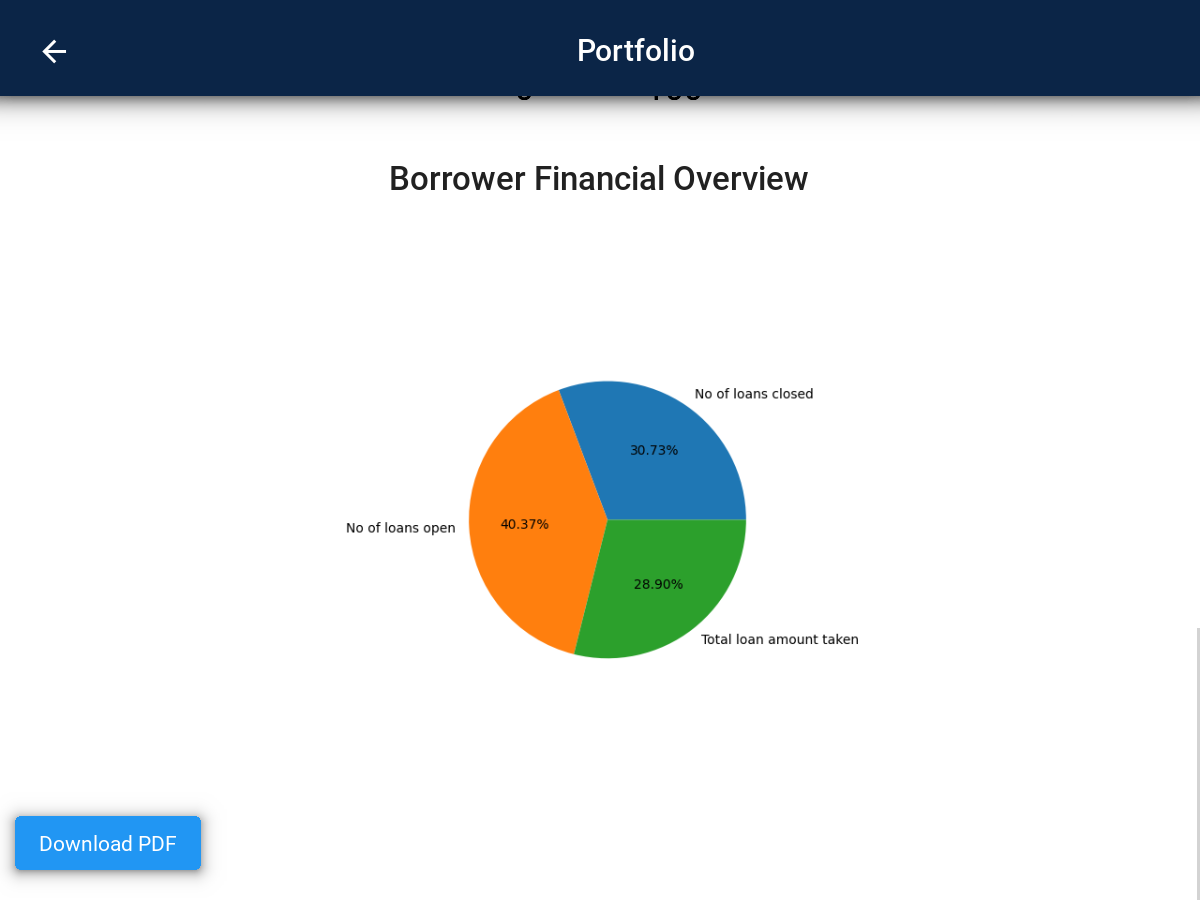 Portfolio
Borrower Financial Overview
No of loans closed
30.73%
No of loans open
40.37%
28.90%
Total loan amount taken
Download PDF